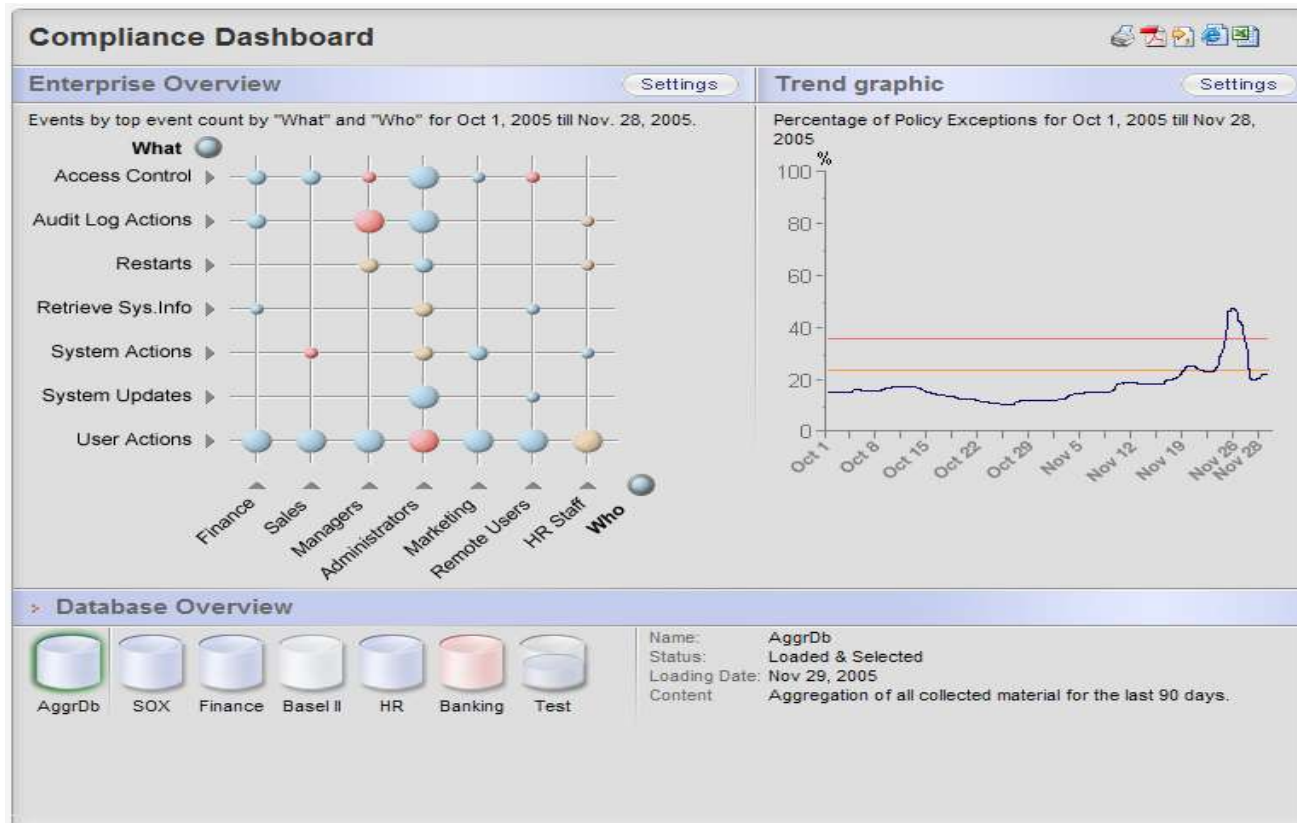 Compliance Dashboard
Enterprise Overview
Settings
Events by top event count by "What" and "Who" for Oct 1, 2005 till Nov. 28, 2005.
What
Access Control
Audit Log Actions
Restarts
Retrieve Sys.Info
System Actions
System Updates
User Actions
Finance
Sales
Managers
Administrators
Marketing
Remote Users
HR Staff
Who
Trend graphic
Settings
Percentage of Policy Exceptions for Oct 1, 2005 till Nov 28,
2005
%
100
80
60
40
20
0
Oct 1
Oct 8
Oct 15
Oct 22
Oct 29
Nov 5
Nov 12
Nov 19
Nov 26
Nov 28
Database Overview
AggrDb
SOX
Finance
Basel II
HR
Banking
Test
Name: AggrDb
Status: Loaded & Selected
Loading Date: Nov 29, 2005
Content Aggregation of all collected material for the last 90 days.